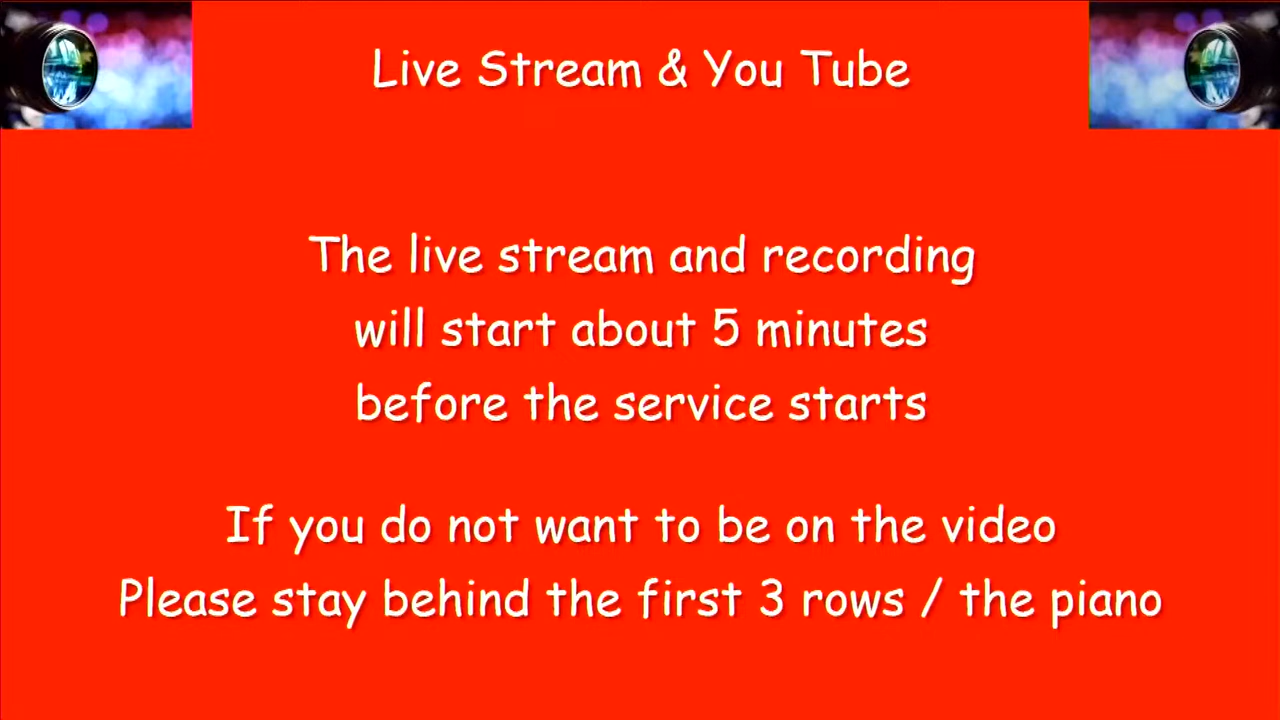 Live Stream & You Tube
The live stream and recording
will start about 5 minutes
before the service starts
If you do not want to be on the video
Please stay behind the first 3 rows / the piano